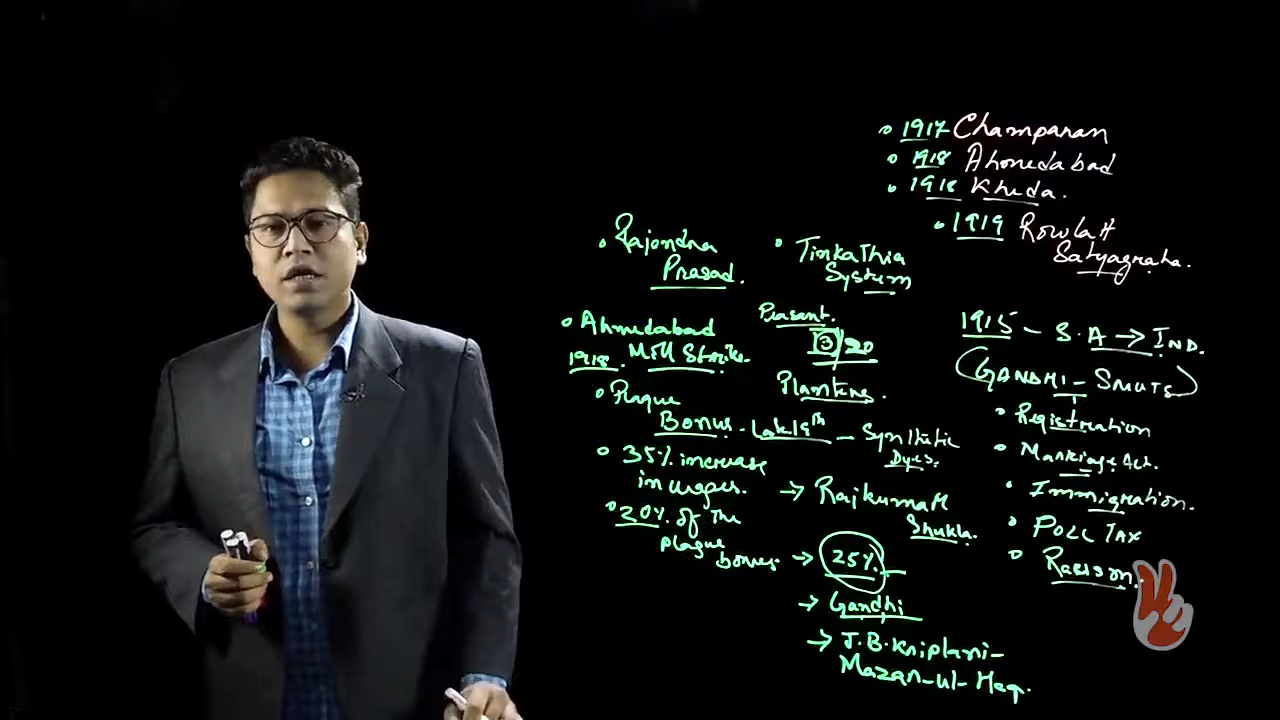 • 1917 Champaran
• 1918 Ahmedabad
• 1918 Kheda.
• 1919 Rowlatt
Satyagraha.
• Rajendra
Prasad.
• Tinkathia
System
Peasant.
3/20
Planters.
• Ahmedabad
1918. Mill Strike.
• Plague
Bonus - Late 19th - Synthetic
Dyes.
• 35% increase
in wages.
• 20% of the
plague
bonus.
→ Rajkumar
Shukla.
→ 25%
→ Gandhi
→ J.B. Kriplani -
Mazar-ul-Haq.
1915 - S.A → IND.
(GANDHI - SMUTS)
• Registration
• Marriage Act.
• Immigration.
• POLL TAX
• Racism.